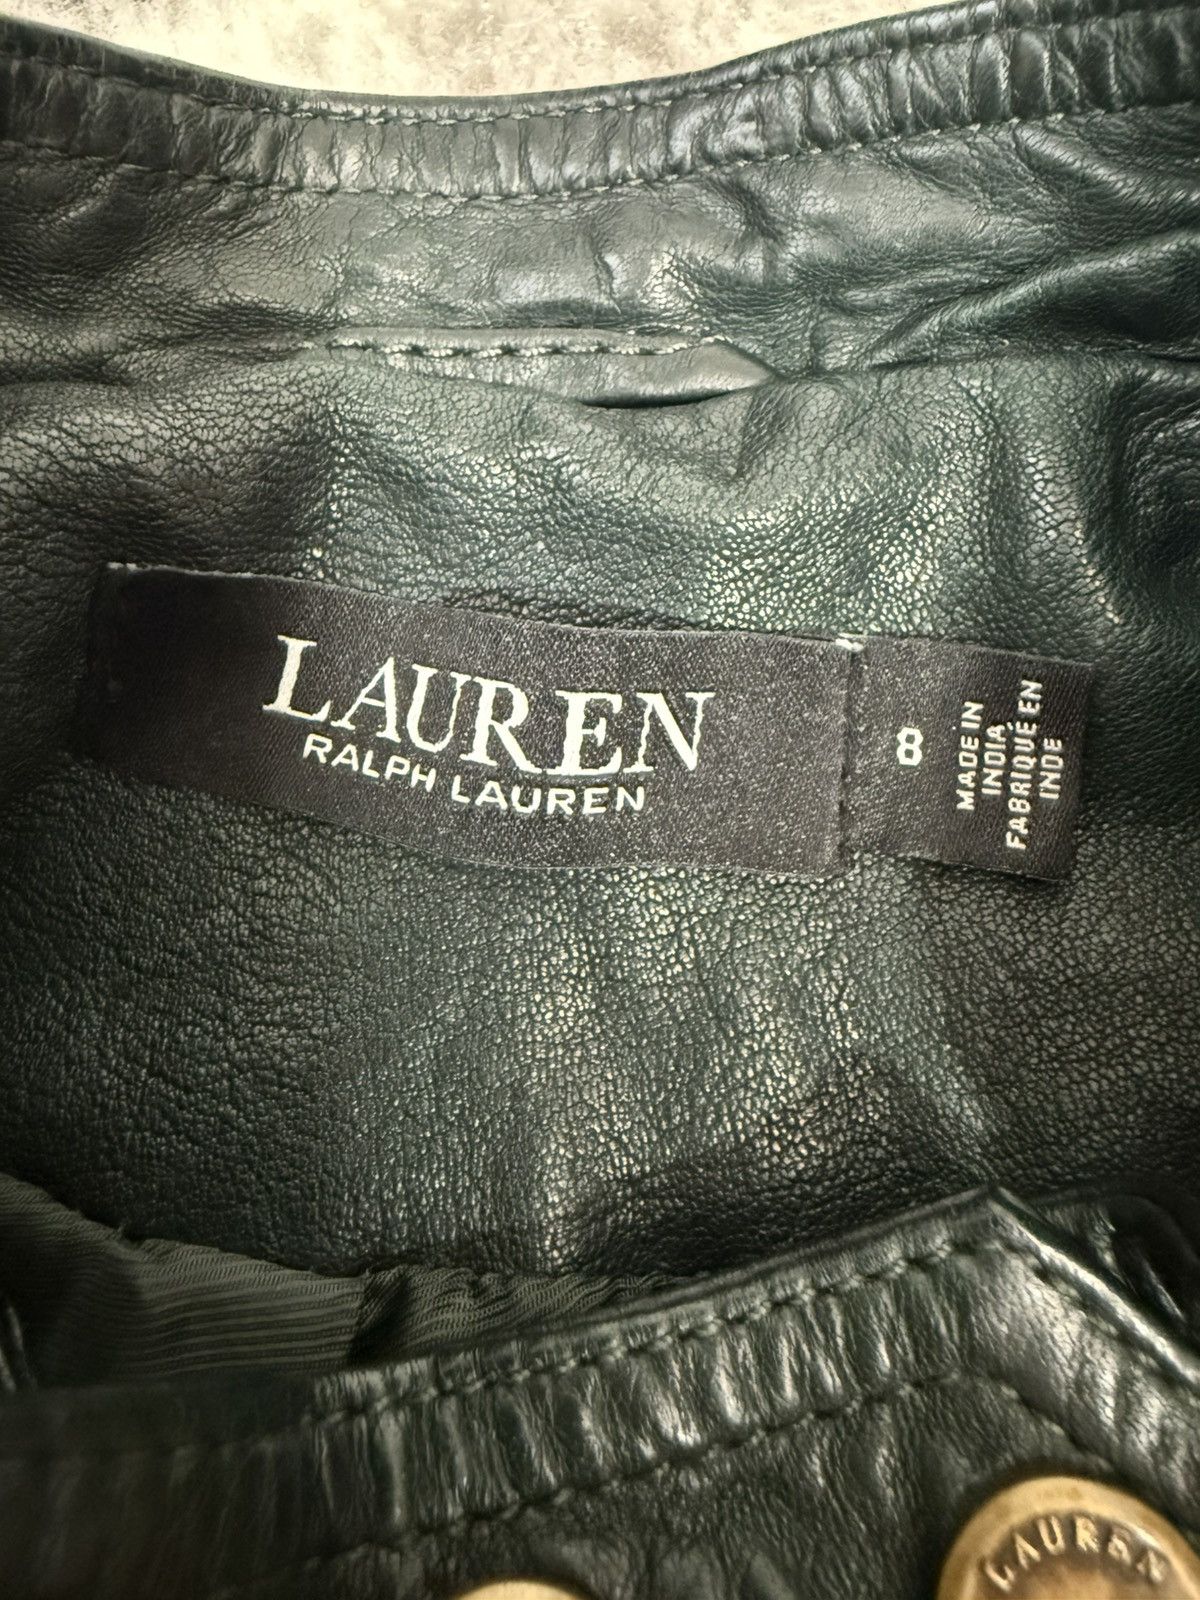 LAUREN
RALPH LAUREN
8
MADE IN
INDIA
FABRIQUÉ EN
INDE
LAUREN